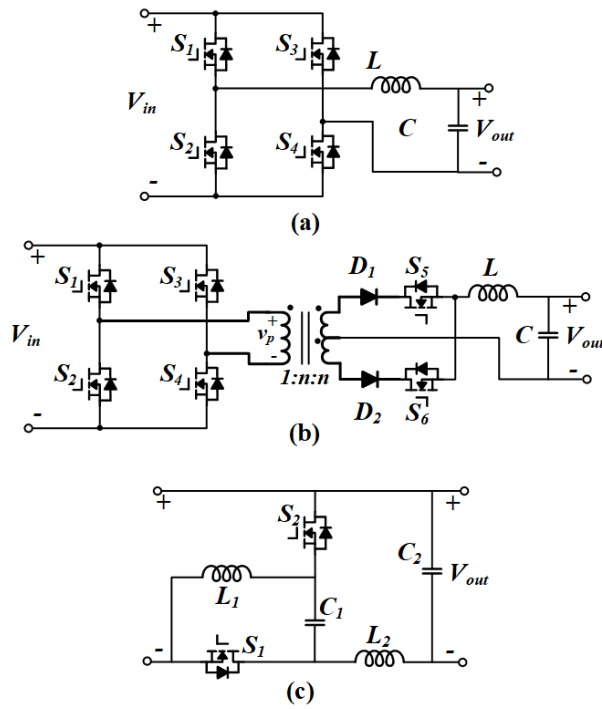 + S1 S3 L +
Vin C Vout
S2 S4
- -
(a)
+ S1 S3 D1 S5 L +
Vin vp + C Vout
S2 S4 - 1:n:n
- D2 S6 -
(b)
+ S2 +
C2 Vout
L1 C1 L2
- S1 -
(c)